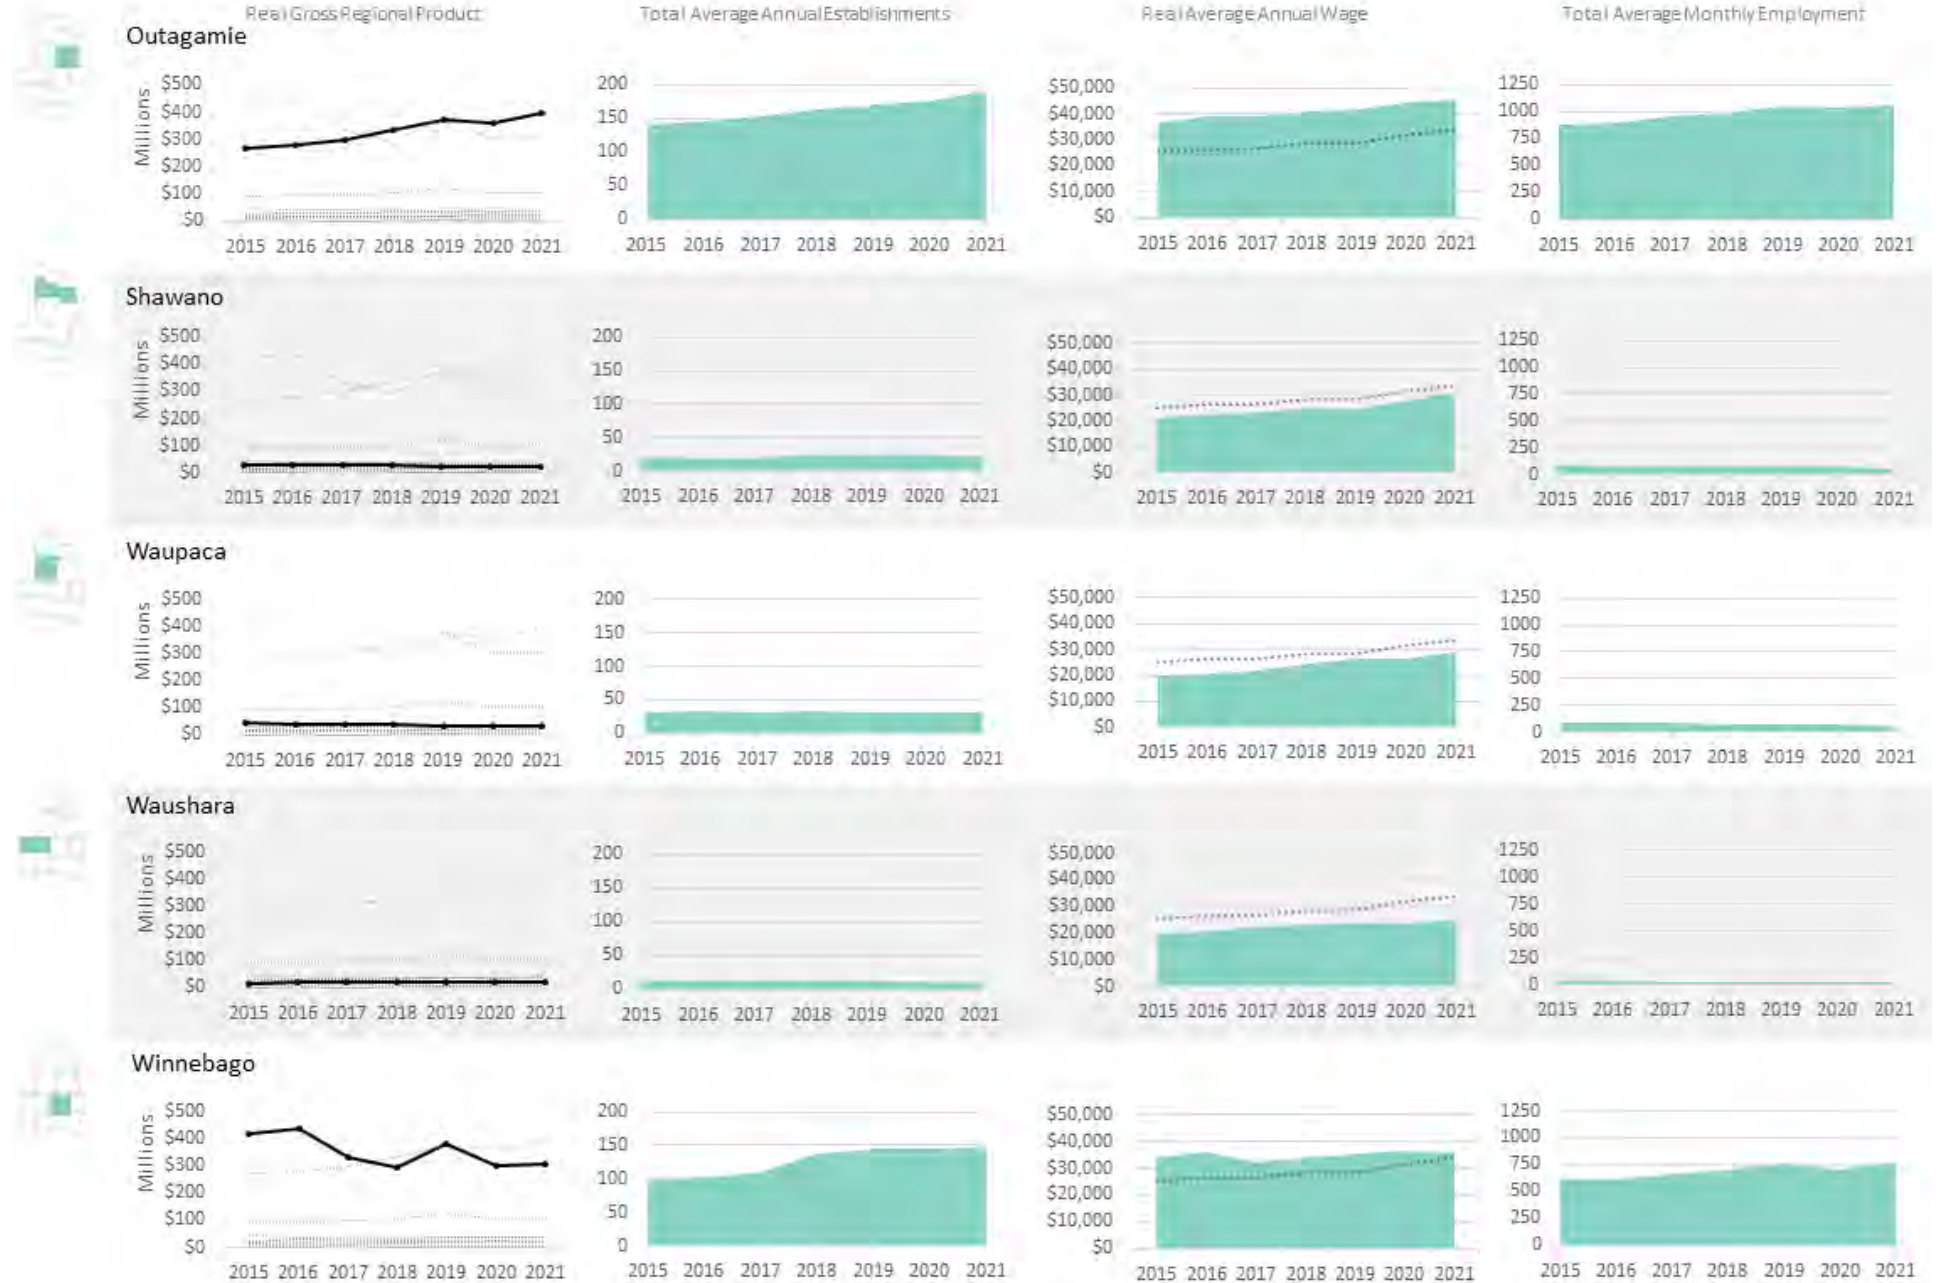 Real Gross Regional Product Total Average Annual Establishments Real Average Annual Wage Total Average Monthly Employment
Outagamie
Millions
$500 200 $50,000 1250
$400 150 $40,000 1000
$300 100 $30,000 750
$200 50 $20,000 500
$100 0 $10,000 250
$0 $0 0
2015 2016 2017 2018 2019 2020 2021 2015 2016 2017 2018 2019 2020 2021 2015 2016 2017 2018 2019 2020 2021 2015 2016 2017 2018 2019 2020 2021
Shawano
Millions
$500 200 $50,000 1250
$400 150 $40,000 1000
$300 100 $30,000 750
$200 50 $20,000 500
$100 0 $10,000 250
$0 $0 0
2015 2016 2017 2018 2019 2020 2021 2015 2016 2017 2018 2019 2020 2021 2015 2016 2017 2018 2019 2020 2021 2015 2016 2017 2018 2019 2020 2021
Waupaca
Millions
$500 200 $50,000 1250
$400 150 $40,000 1000
$300 100 $30,000 750
$200 50 $20,000 500
$100 0 $10,000 250
$0 $0 0
2015 2016 2017 2018 2019 2020 2021 2015 2016 2017 2018 2019 2020 2021 2015 2016 2017 2018 2019 2020 2021 2015 2016 2017 2018 2019 2020 2021
Waushara
Millions
$500 200 $50,000 1250
$400 150 $40,000 1000
$300 100 $30,000 750
$200 50 $20,000 500
$100 0 $10,000 250
$0 $0 0
2015 2016 2017 2018 2019 2020 2021 2015 2016 2017 2018 2019 2020 2021 2015 2016 2017 2018 2019 2020 2021 2015 2016 2017 2018 2019 2020 2021
Winnebago
Millions
$500 200 $50,000 1250
$400 150 $40,000 1000
$300 100 $30,000 750
$200 50 $20,000 500
$100 0 $10,000 250
$0 $0 0
2015 2016 2017 2018 2019 2020 2021 2015 2016 2017 2018 2019 2020 2021 2015 2016 2017 2018 2019 2020 2021 2015 2016 2017 2018 2019 2020 2021